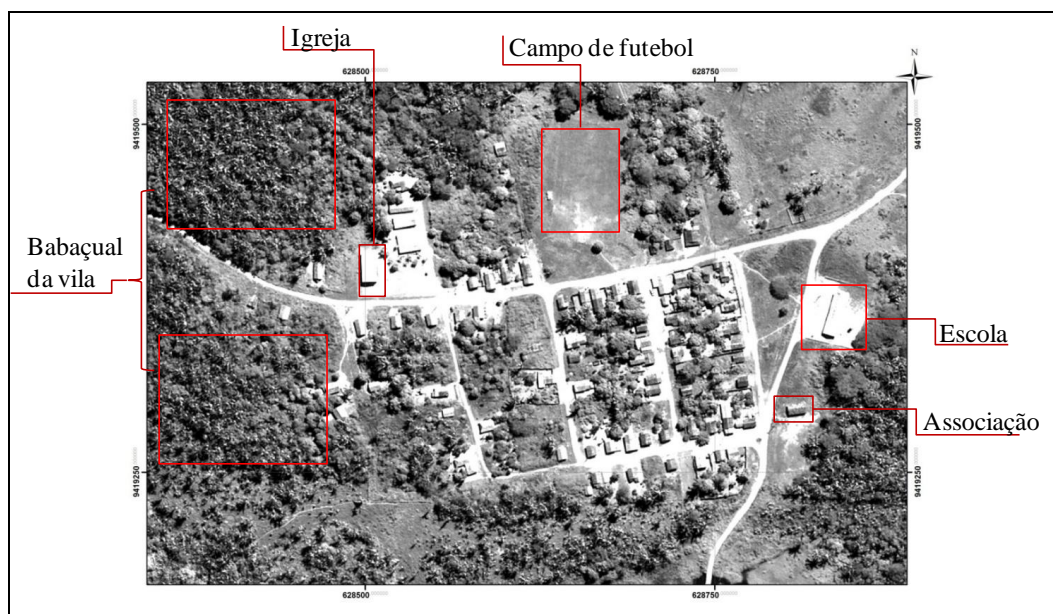 Igreja
Campo de futebol
N
628500
628750
9419500
9419500
Babaçual
da vila
Escola
Associação
9419250
9419250
628500
628750